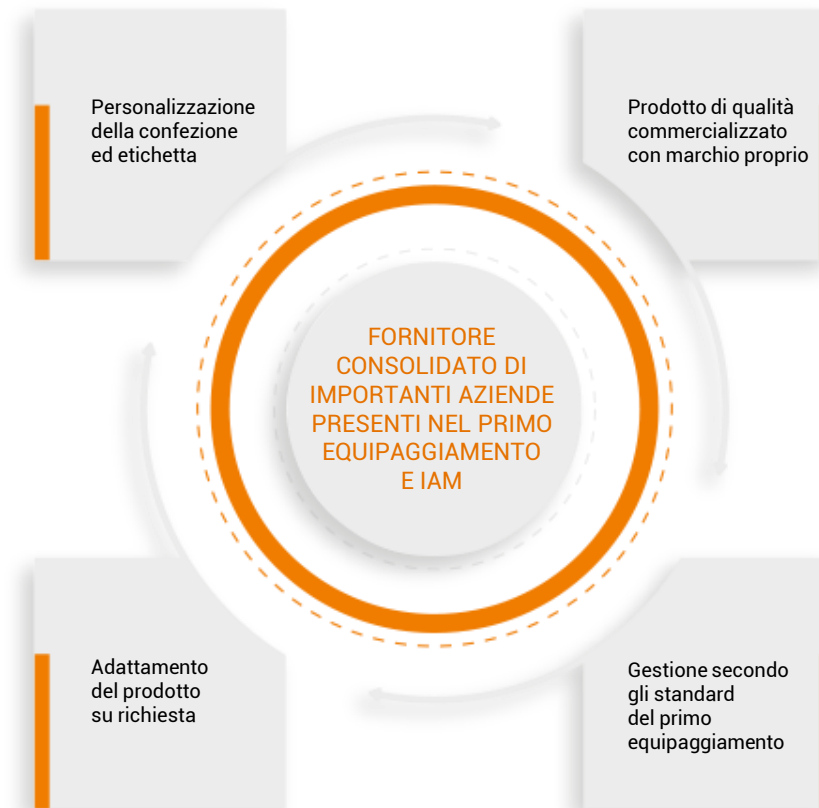 Personalizzazione
della confezione
ed etichetta
Prodotto di qualità
commercializzato
con marchio proprio
FORNITORE
CONSOLIDATO DI
IMPORTANTI AZIENDE
PRESENTI NEL PRIMO
EQUIPAGGIAMENTO
E IAM
Adattamento
del prodotto
su richiesta
Gestione secondo
gli standard
del primo
equipaggiamento